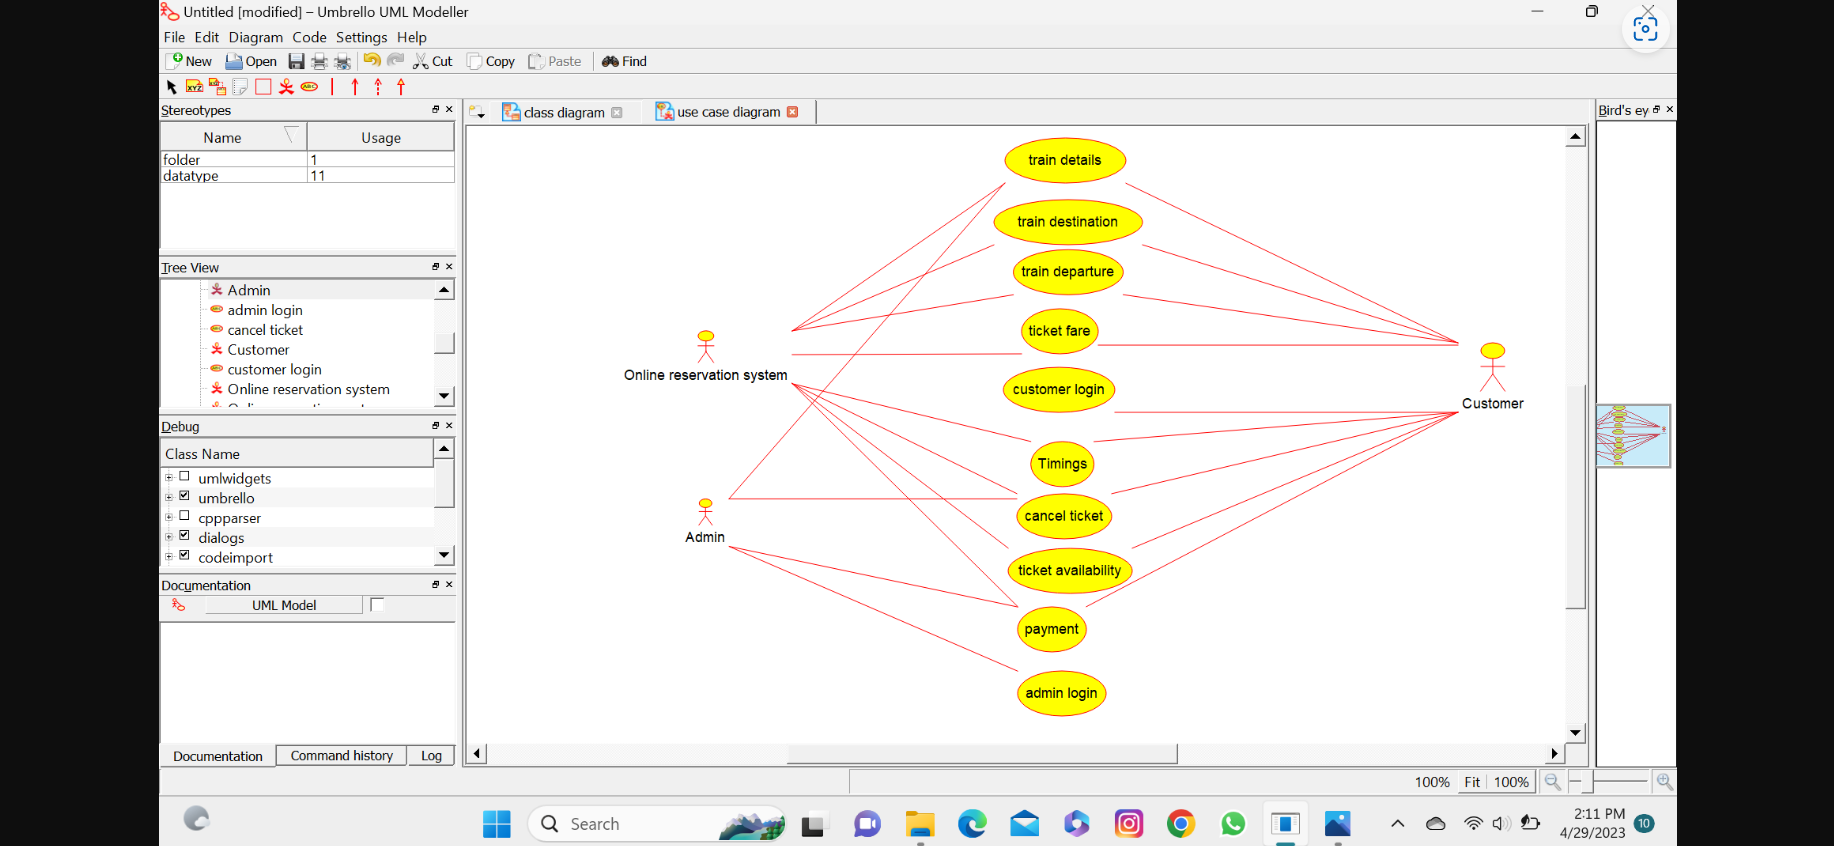 Untitled [modified] – Umbrello UML Modeller
File Edit Diagram Code Settings Help
New Open Cut Copy Paste Find
XYZ ABC
Stereotypes
Name Usage
folder 1
datatype 11
Tree View
Admin
admin login
cancel ticket
Customer
customer login
Online reservation system
Debug
Class Name
umlwidgets
umbrello
cppparser
dialogs
codeimport
Documentation
UML Model
Documentation Command history Log
class diagram use case diagram
Bird's ey
train details
train destination
train departure
ticket fare
Online reservation system
customer login
Customer
Timings
cancel ticket
Admin
ticket availability
payment
admin login
100% Fit 100%
Search
2:11 PM
4/29/2023
10